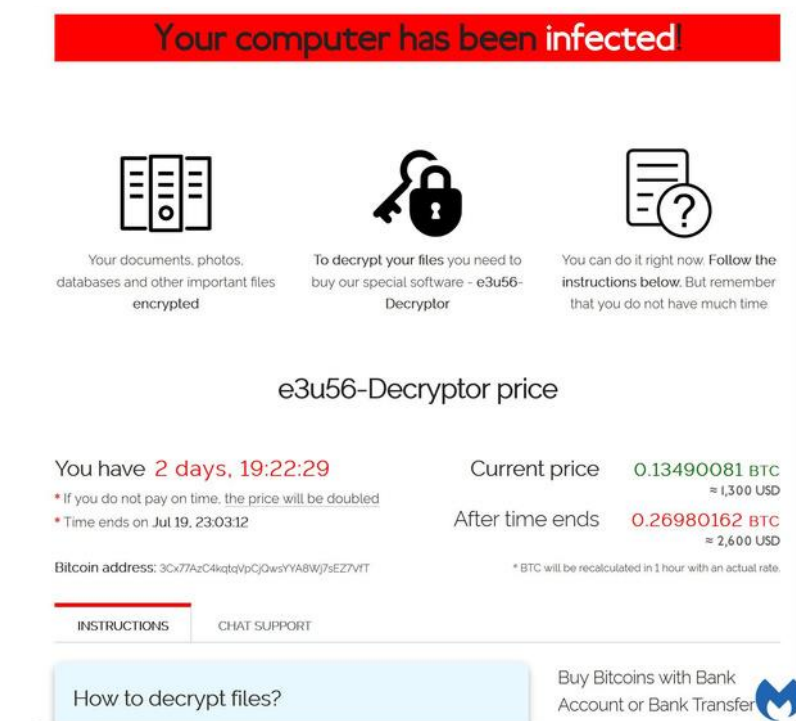 Your computer has been infected!
Your documents, photos,
databases and other important files
encrypted
To decrypt your files you need to
buy our special software - e3u56-
Decryptor
You can do it right now. Follow the
instructions below. But remember
that you do not have much time
e3u56-Decryptor price
You have 2 days, 19:22:29
* If you do not pay on time, the price will be doubled
* Time ends on Jul 19, 23:03:12
Current price 0.13490081 BTC
≈ 1,300 USD
After time ends 0.26980162 BTC
≈ 2,600 USD
Bitcoin address: 3Cx77AzC4kqtqVpCjQwsYYA8Wj7sEZ7VfT
* BTC will be recalculated in 1 hour with an actual rate.
INSTRUCTIONS
CHAT SUPPORT
How to decrypt files?
Buy Bitcoins with Bank
Account or Bank Transfer